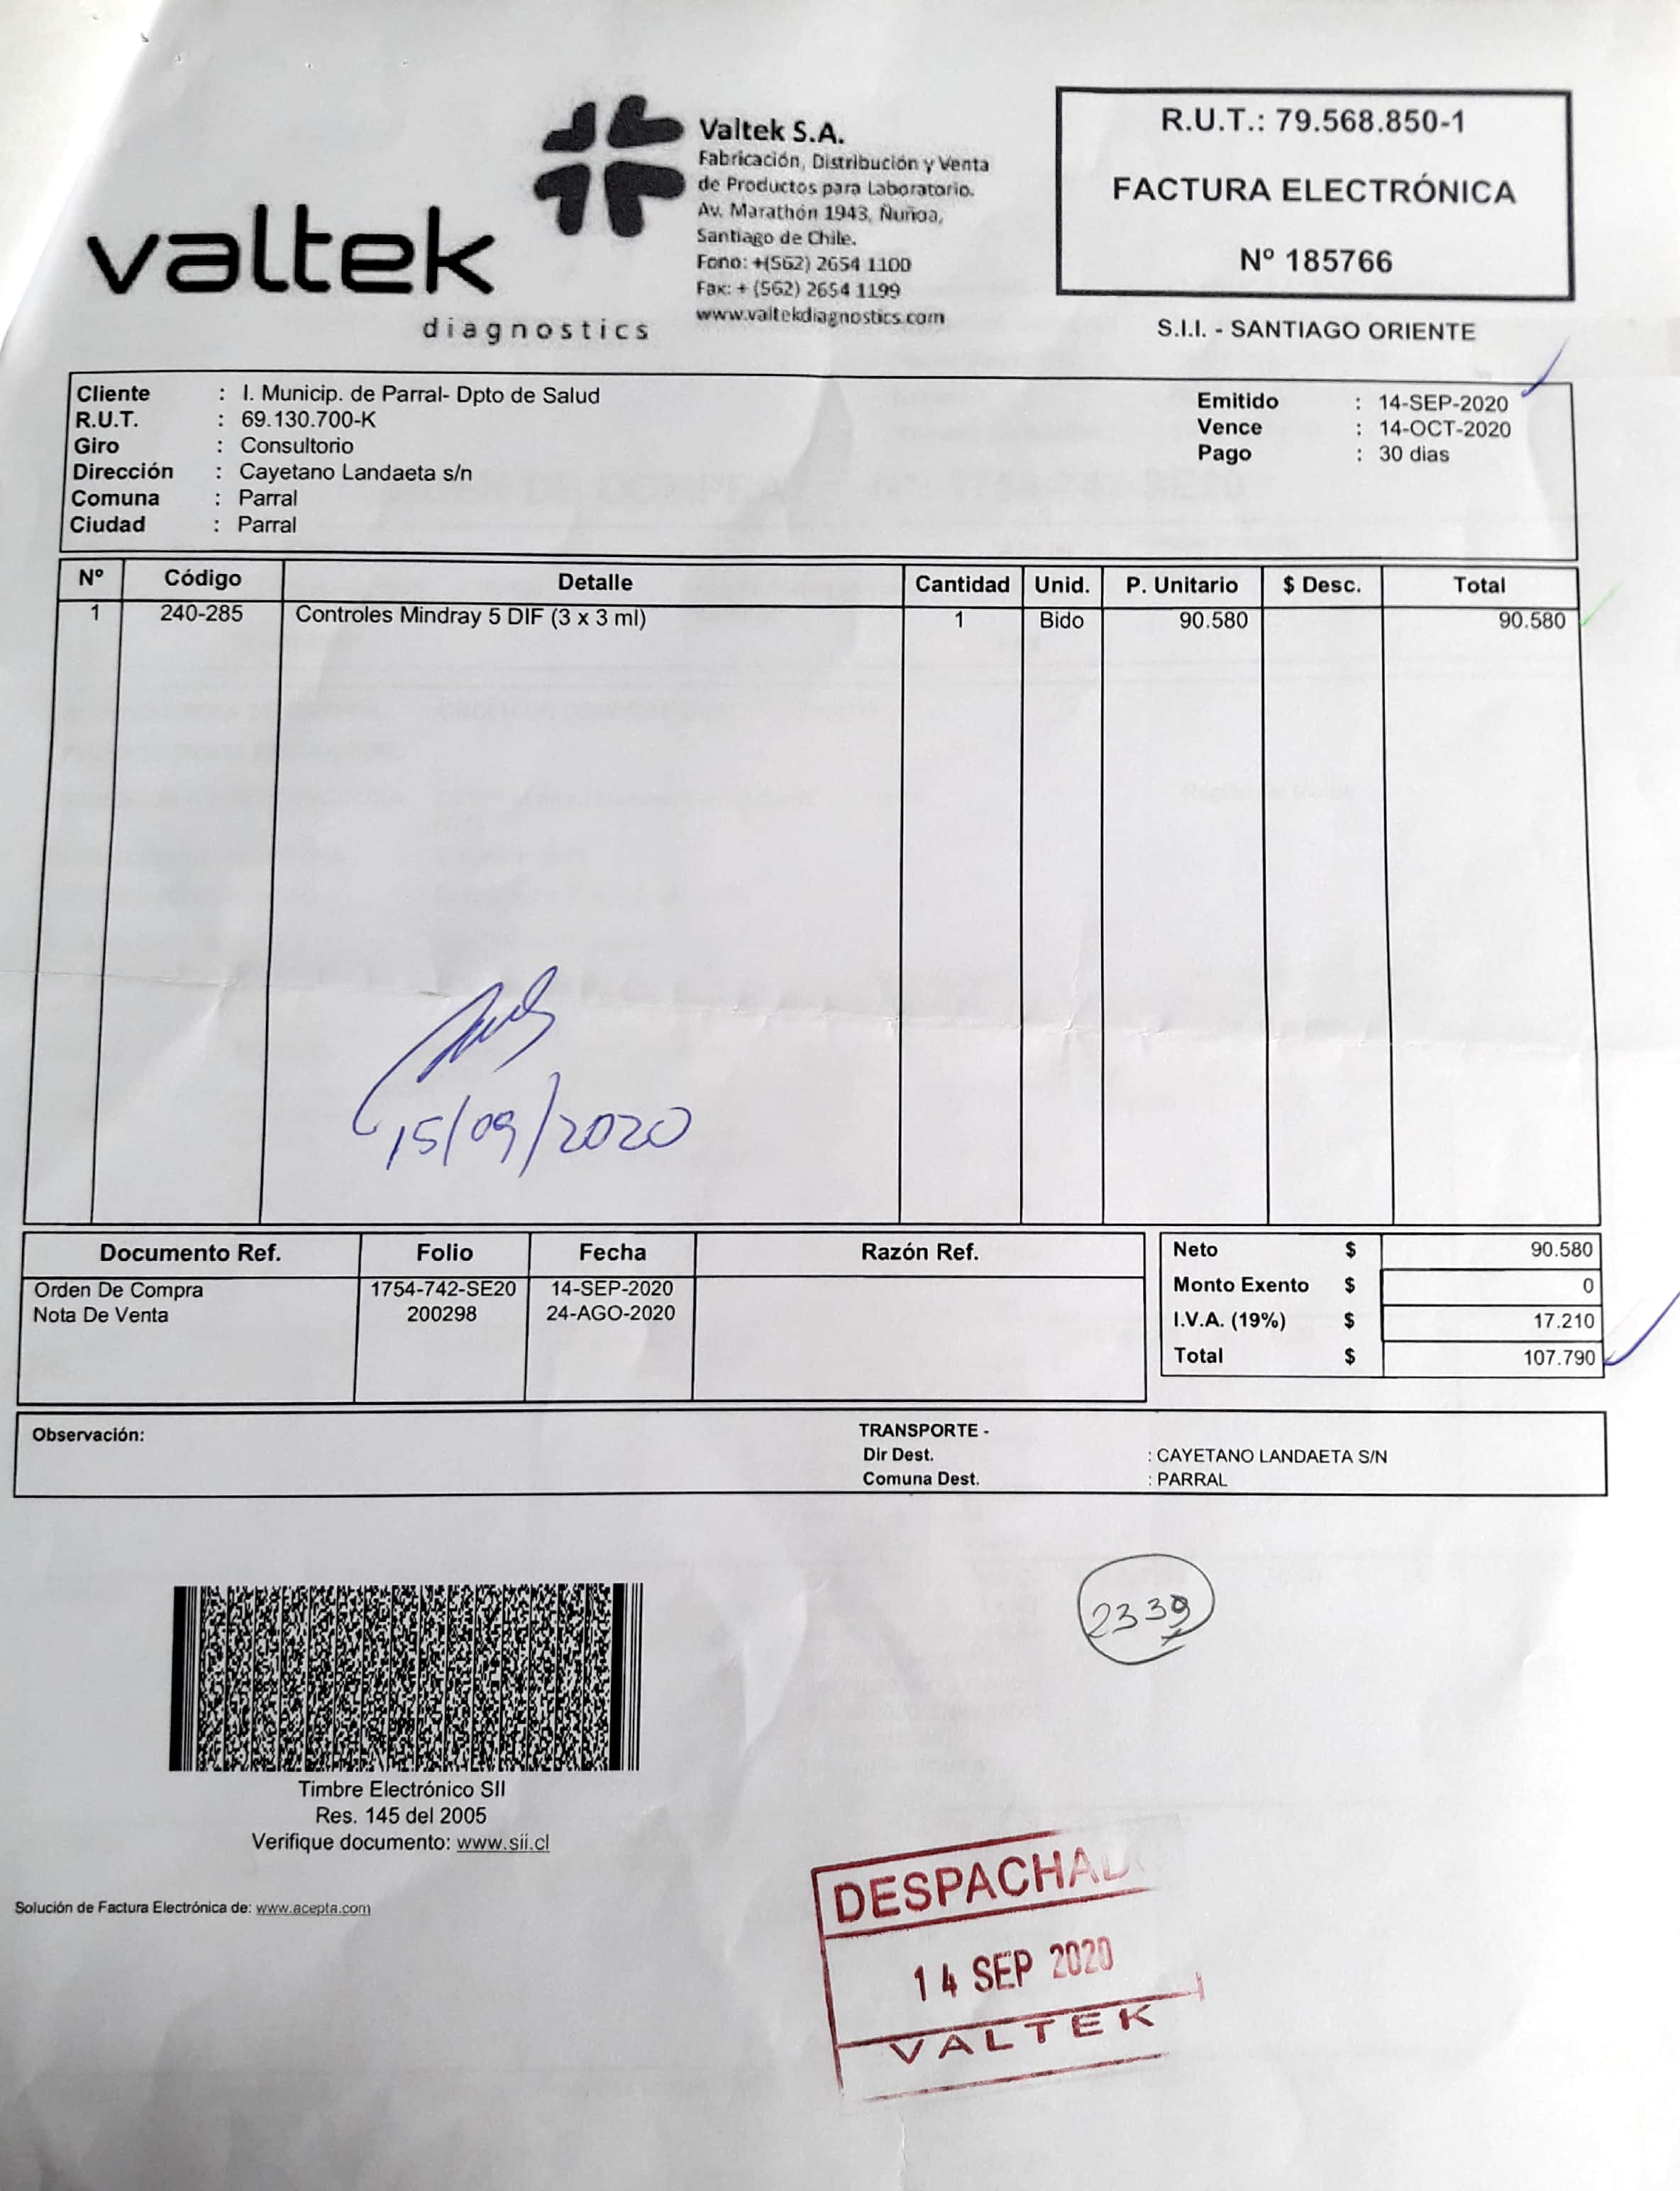 valtek
diagnostics
Valtek S.A.
Fabricación, Distribución y Venta
de Productos para Laboratorio.
Av. Marathón 1943, Ñuñoa,
Santiago de Chile.
Fono: +(562) 2654 1100
Fax: + (562) 2654 1199
www.valtekdiagnostics.com
R.U.T.: 79.568.850-1
FACTURA ELECTRÓNICA
Nº 185766
S.I.I. - SANTIAGO ORIENTE
Cliente : I. Municip. de Parral- Dpto de Salud
R.U.T. : 69.130.700-K
Giro : Consultorio
Dirección : Cayetano Landaeta s/n
Comuna : Parral
Ciudad : Parral
Emitido : 14-SEP-2020
Vence : 14-OCT-2020
Pago : 30 dias
Nº Código Detalle Cantidad Unid. P. Unitario $ Desc. Total
1 240-285 Controles Mindray 5 DIF (3 x 3 ml) 1 Bido 90.580 90.580
15/09/2020
Documento Ref. Folio Fecha Razón Ref.
Orden De Compra 1754-742-SE20 14-SEP-2020
Nota De Venta 200298 24-AGO-2020
Neto $ 90.580
Monto Exento $ 0
I.V.A. (19%) $ 17.210
Total $ 107.790
Observación:
TRANSPORTE -
Dir Dest. : CAYETANO LANDAETA S/N
Comuna Dest. : PARRAL
2339
Timbre Electrónico SII
Res. 145 del 2005
Verifique documento: www.sii.cl
Solución de Factura Electrónica de: www.acepta.com
DESPACHAD
14 SEP 2020
VALTEK